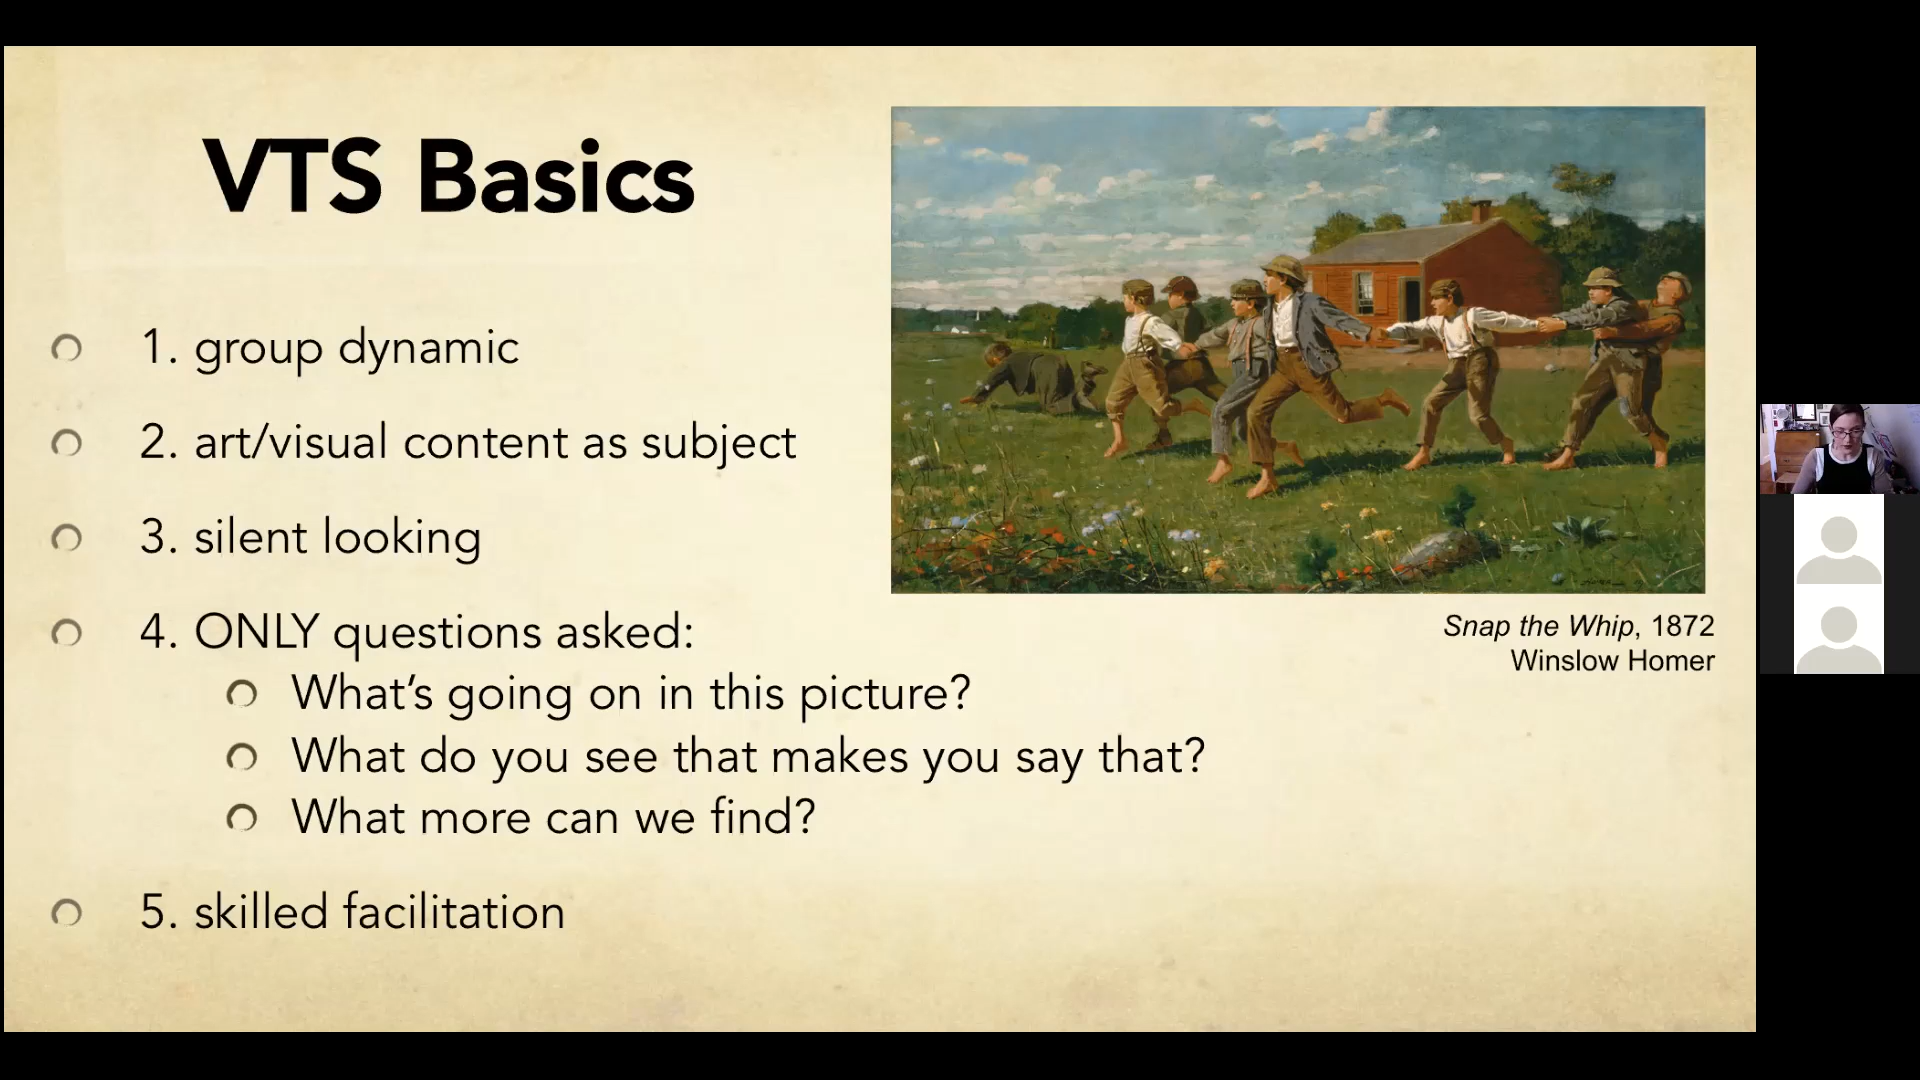 VTS Basics
1. group dynamic
2. art/visual content as subject
3. silent looking
4. ONLY questions asked:
What’s going on in this picture?
What do you see that makes you say that?
What more can we find?
5. skilled facilitation
Snap the Whip, 1872
Winslow Homer